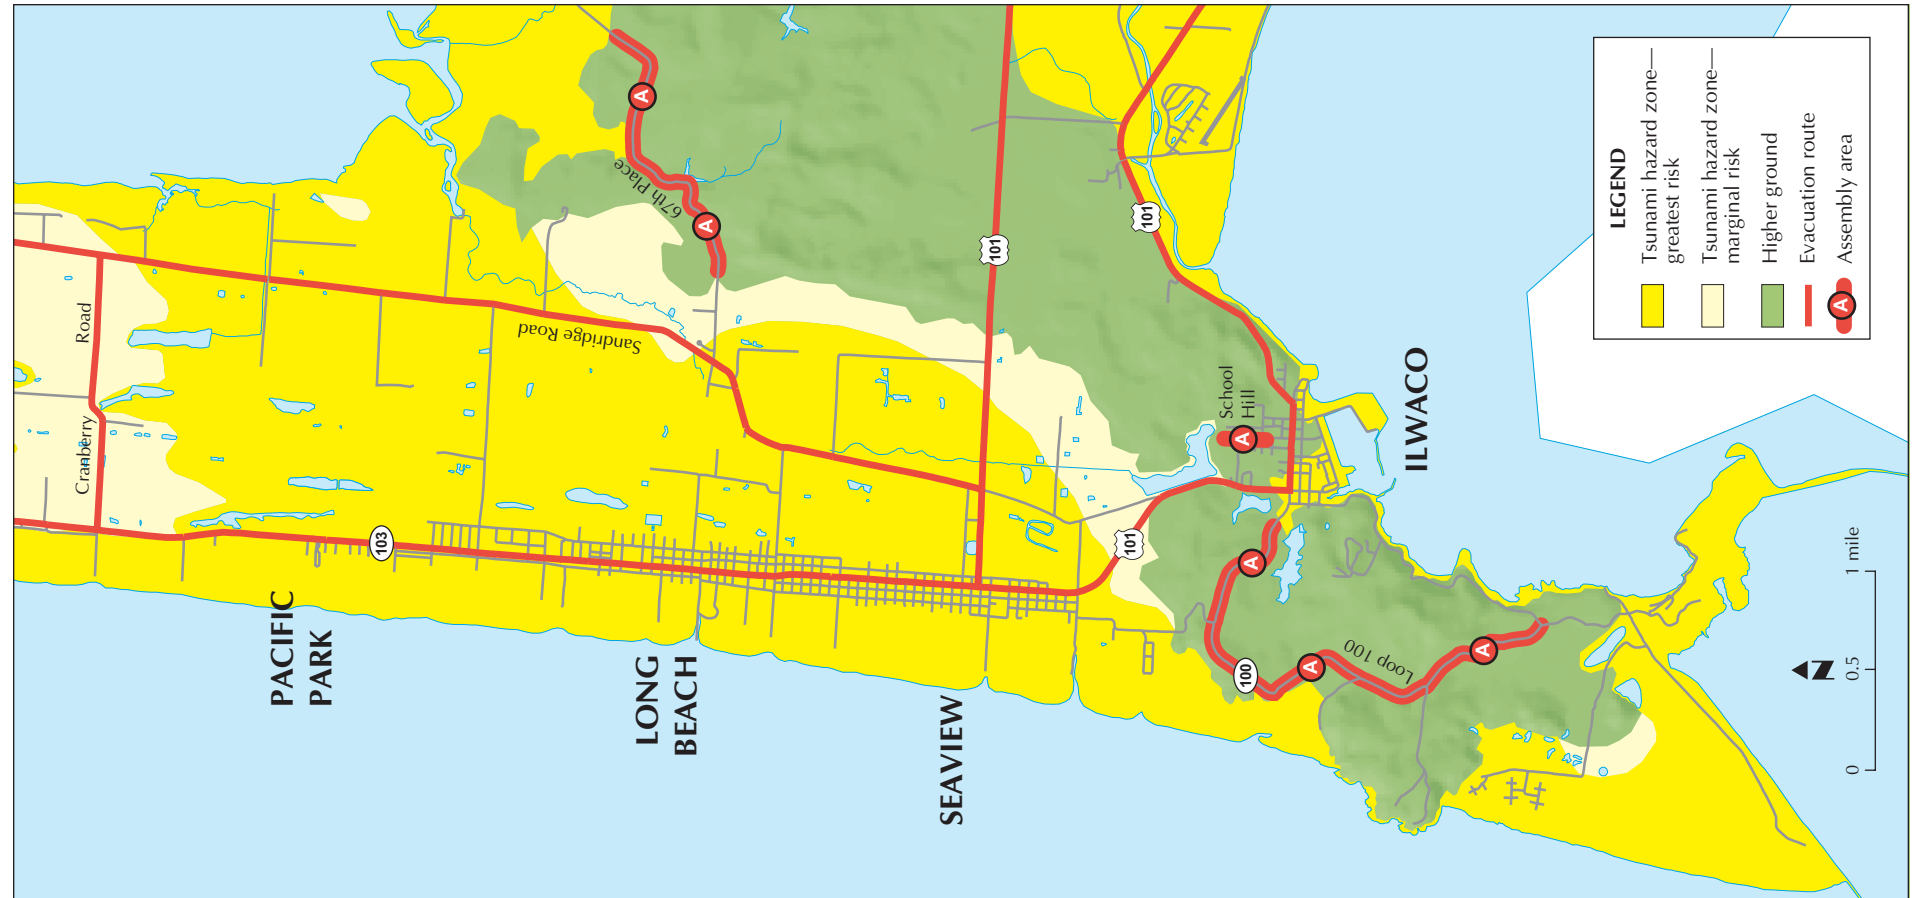 PACIFIC
PARK
LONG
BEACH
SEAVIEW
ILWACO
Cranberry
Road
Sandridge Road
67th Place
School
Hill
Loop 100
103
101
101
101
100
A
A
A
A
A
A
LEGEND
Tsunami hazard zone—
greatest risk
Tsunami hazard zone—
marginal risk
Higher ground
Evacuation route
A Assembly area
N
0 0.5 1 mile